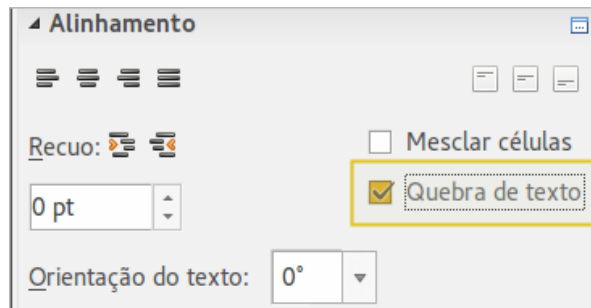 Alinhamento
Recuo:
Mesclar células
0 pt
Quebra de texto
Orientação do texto:
0°